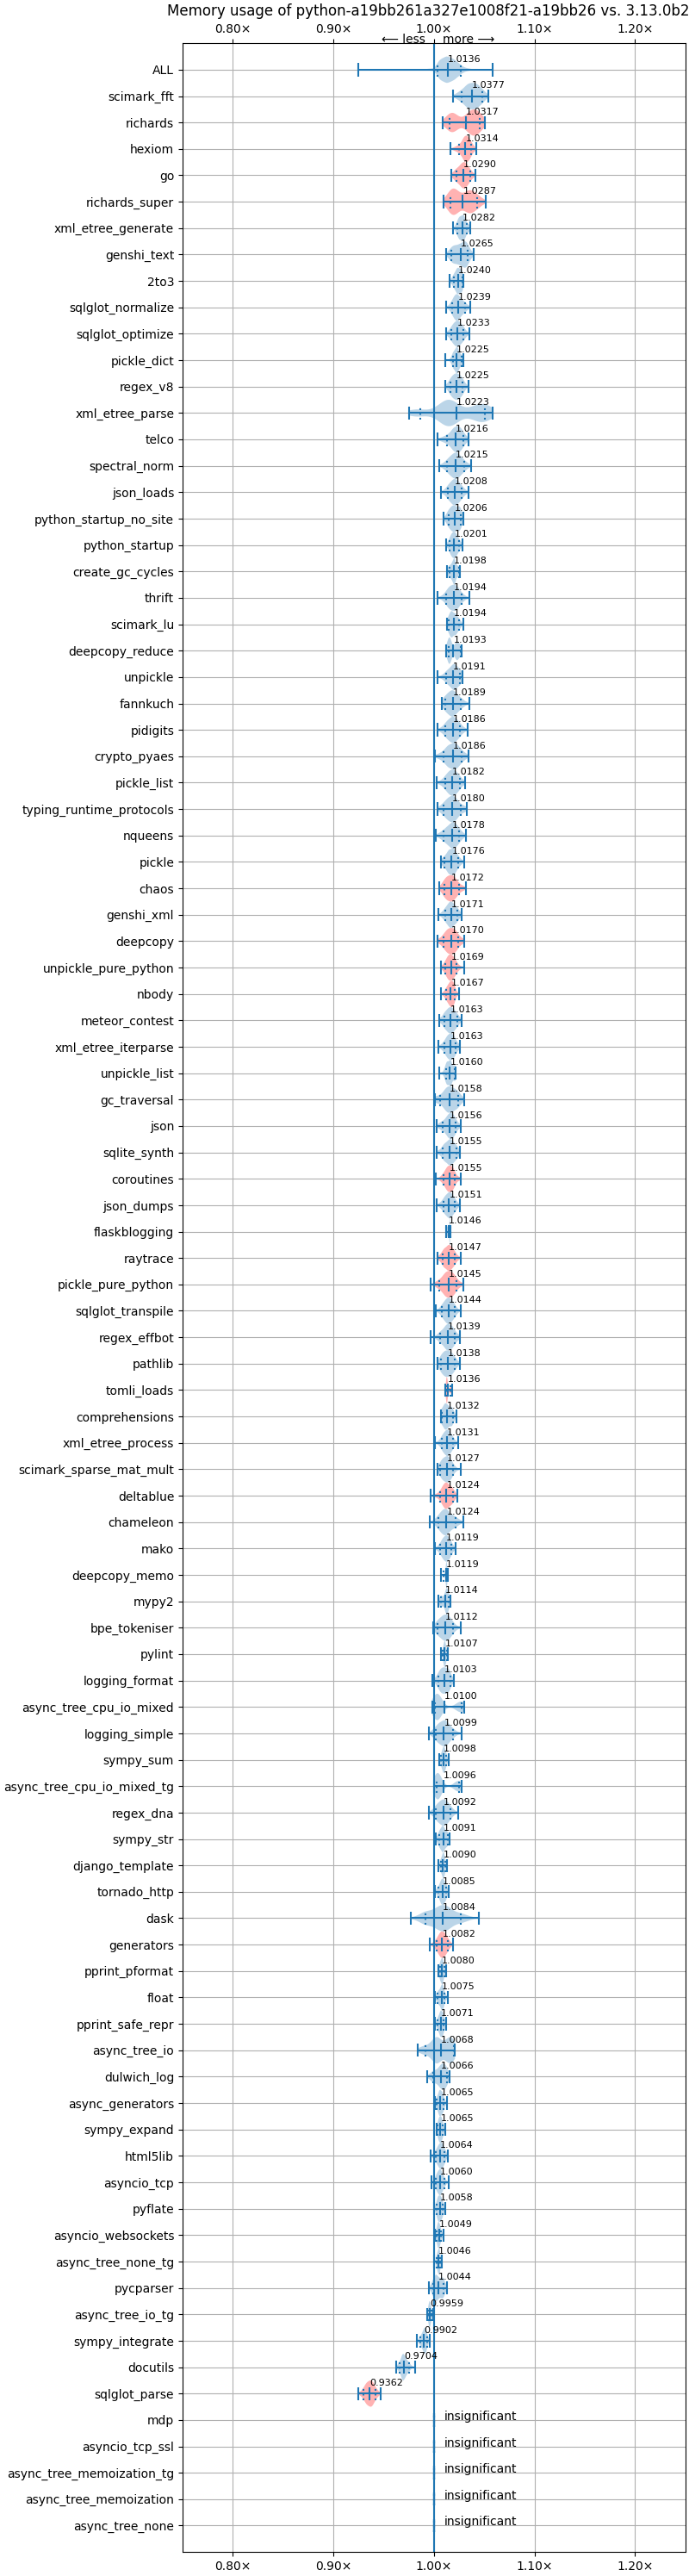 Memory usage of python-a19bb261a327e1008f21-a19bb26 vs. 3.13.0b2
0.80× 0.90× 1.00× 1.10× 1.20×
⟵ less more ⟶
ALL 1.0136
scimark_fft 1.0377
richards 1.0317
hexiom 1.0314
go 1.0290
richards_super 1.0287
xml_etree_generate 1.0282
genshi_text 1.0265
2to3 1.0240
sqlglot_normalize 1.0239
sqlglot_optimize 1.0233
pickle_dict 1.0225
regex_v8 1.0225
xml_etree_parse 1.0223
telco 1.0216
spectral_norm 1.0215
json_loads 1.0208
python_startup_no_site 1.0206
python_startup 1.0201
create_gc_cycles 1.0198
thrift 1.0194
scimark_lu 1.0194
deepcopy_reduce 1.0193
unpickle 1.0191
fannkuch 1.0189
pidigits 1.0186
crypto_pyaes 1.0186
pickle_list 1.0182
typing_runtime_protocols 1.0180
nqueens 1.0178
pickle 1.0176
chaos 1.0172
genshi_xml 1.0171
deepcopy 1.0170
unpickle_pure_python 1.0169
nbody 1.0167
meteor_contest 1.0163
xml_etree_iterparse 1.0163
unpickle_list 1.0160
gc_traversal 1.0158
json 1.0156
sqlite_synth 1.0155
coroutines 1.0155
json_dumps 1.0151
flaskblogging 1.0146
raytrace 1.0147
pickle_pure_python 1.0145
sqlglot_transpile 1.0144
regex_effbot 1.0139
pathlib 1.0138
tomli_loads 1.0136
comprehensions 1.0132
xml_etree_process 1.0131
scimark_sparse_mat_mult 1.0127
deltablue 1.0124
chameleon 1.0124
mako 1.0119
deepcopy_memo 1.0119
mypy2 1.0114
bpe_tokeniser 1.0112
pylint 1.0107
logging_format 1.0103
async_tree_cpu_io_mixed 1.0100
logging_simple 1.0099
sympy_sum 1.0098
async_tree_cpu_io_mixed_tg 1.0096
regex_dna 1.0092
sympy_str 1.0091
django_template 1.0090
tornado_http 1.0085
dask 1.0084
generators 1.0082
pprint_pformat 1.0080
float 1.0075
pprint_safe_repr 1.0071
async_tree_io 1.0068
dulwich_log 1.0066
async_generators 1.0065
sympy_expand 1.0065
html5lib 1.0064
asyncio_tcp 1.0060
pyflate 1.0058
asyncio_websockets 1.0049
async_tree_none_tg 1.0046
pycparser 1.0044
async_tree_io_tg 0.9959
sympy_integrate 0.9902
docutils 0.9704
sqlglot_parse 0.9362
mdp insignificant
asyncio_tcp_ssl insignificant
async_tree_memoization_tg insignificant
async_tree_memoization insignificant
async_tree_none insignificant
0.80× 0.90× 1.00× 1.10× 1.20×